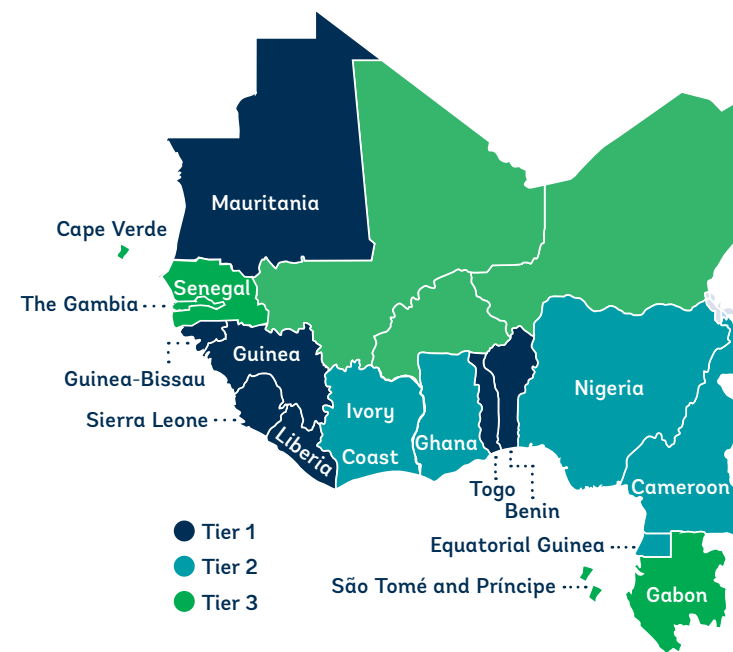 Mauritania
Cape Verde
Senegal
The Gambia
Guinea
Guinea-Bissau
Nigeria
Ivory
Coast
Sierra Leone
Liberia
Ghana
Togo
Benin
Cameroon
Tier 1
Tier 2
Tier 3
Equatorial Guinea
São Tomé and Príncipe
Gabon